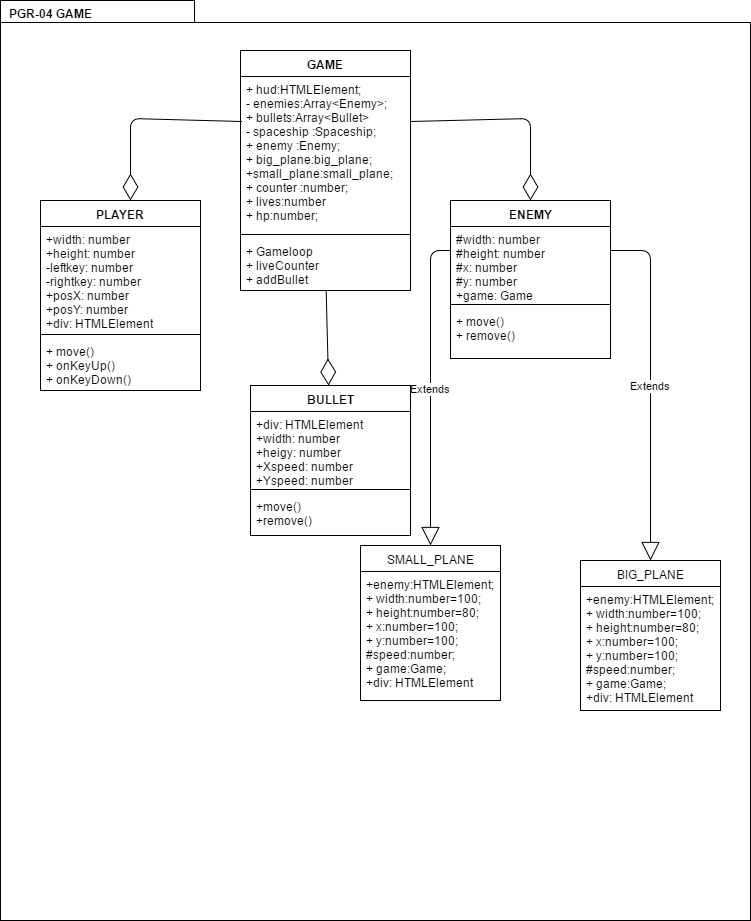 PGR-04 GAME
GAME
+ hud:HTMLElement;
- enemies:Array<Enemy>;
+ bullets:Array<Bullet>
- spaceship :Spaceship;
+ enemy :Enemy;
+ big_plane:big_plane;
+small_plane:small_plane;
+ counter :number;
+ lives:number
+ hp:number;
+ Gameloop
+ liveCounter
+ addBullet
PLAYER
+width: number
+height: number
-leftkey: number
-rightkey: number
+posX: number
+posY: number
+div: HTMLElement
+ move()
+ onKeyUp()
+ onKeyDown()
ENEMY
#width: number
#height: number
#x: number
#y: number
+game: Game
+ move()
+ remove()
Extends
Extends
BULLET
+div: HTMLElement
+width: number
+heigy: number
+Xspeed: number
+Yspeed: number
+move()
+remove()
SMALL_PLANE
+enemy:HTMLElement;
+ width:number=100;
+ height:number=80;
+ x:number=100;
+ y:number=100;
#speed:number;
+ game:Game;
+div: HTMLElement
BIG_PLANE
+enemy:HTMLElement;
+ width:number=100;
+ height:number=80;
+ x:number=100;
+ y:number=100;
#speed:number;
+ game:Game;
+div: HTMLElement